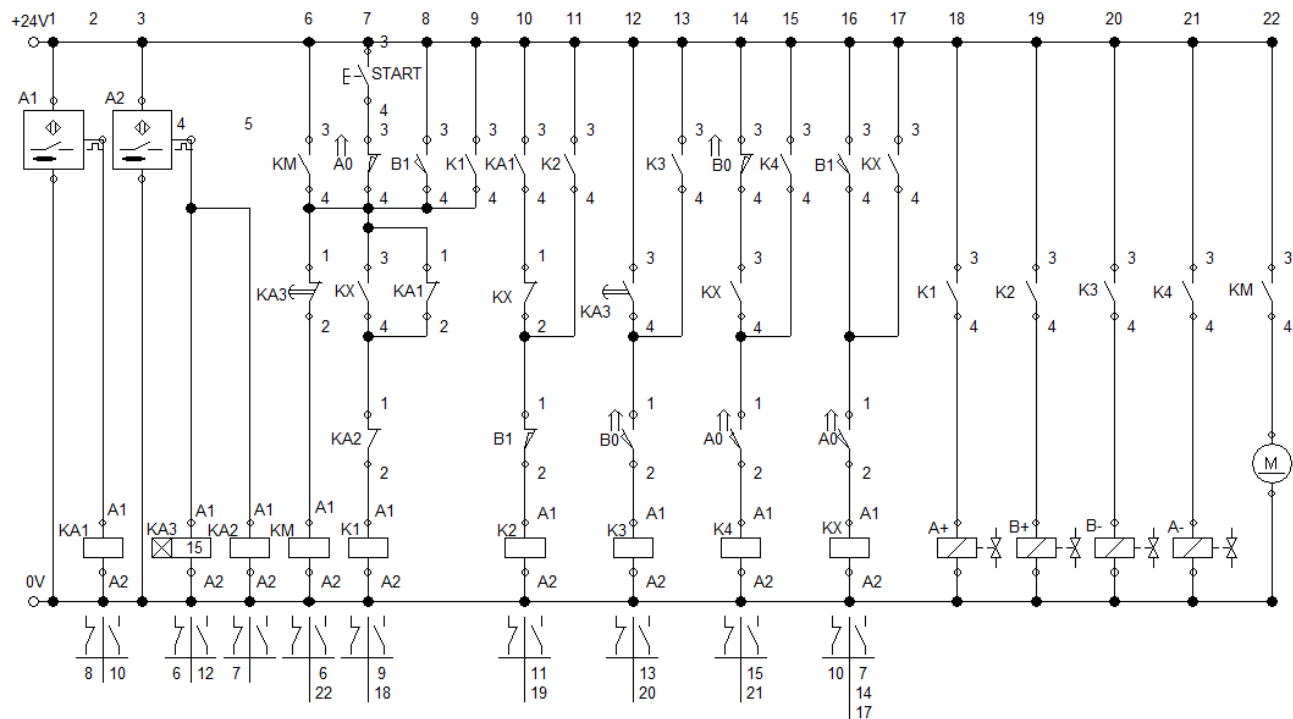 +24V 1 2 3 6 7 8 9 10 11 12 13 14 15 16 17 18 19 20 21 22
3
START
A1 A2 4 5 4
3 3 3 3 3 3 3 3 3 3 3
KM A0 B1 K1 KA1 K2 K3 B0 K4 B1 KX
4 4 4 4 4 4 4 4 4 4 4
1 3 1 1 3 3 3 3 3 3 3
KA3 KX KA1 KX KA3 KX K1 K2 K3 K4 KM
2 4 2 2 4 4 4 4 4 4 4
1 1 1 1 1
KA2 B1 B0 A0 A0
M
2 2 2 2 2
A1 A1 A1 A1 A1 A1 A1 A1 A1
KA1 KA3 KA2 KM K1 K2 K3 K4 KX A+ B+ B- A-
15
0V A2 A2 A2 A2 A2 A2 A2 A2 A2
8 10 6 12 7 6 9 11 13 15 10 7
22 18 19 20 21 14
17